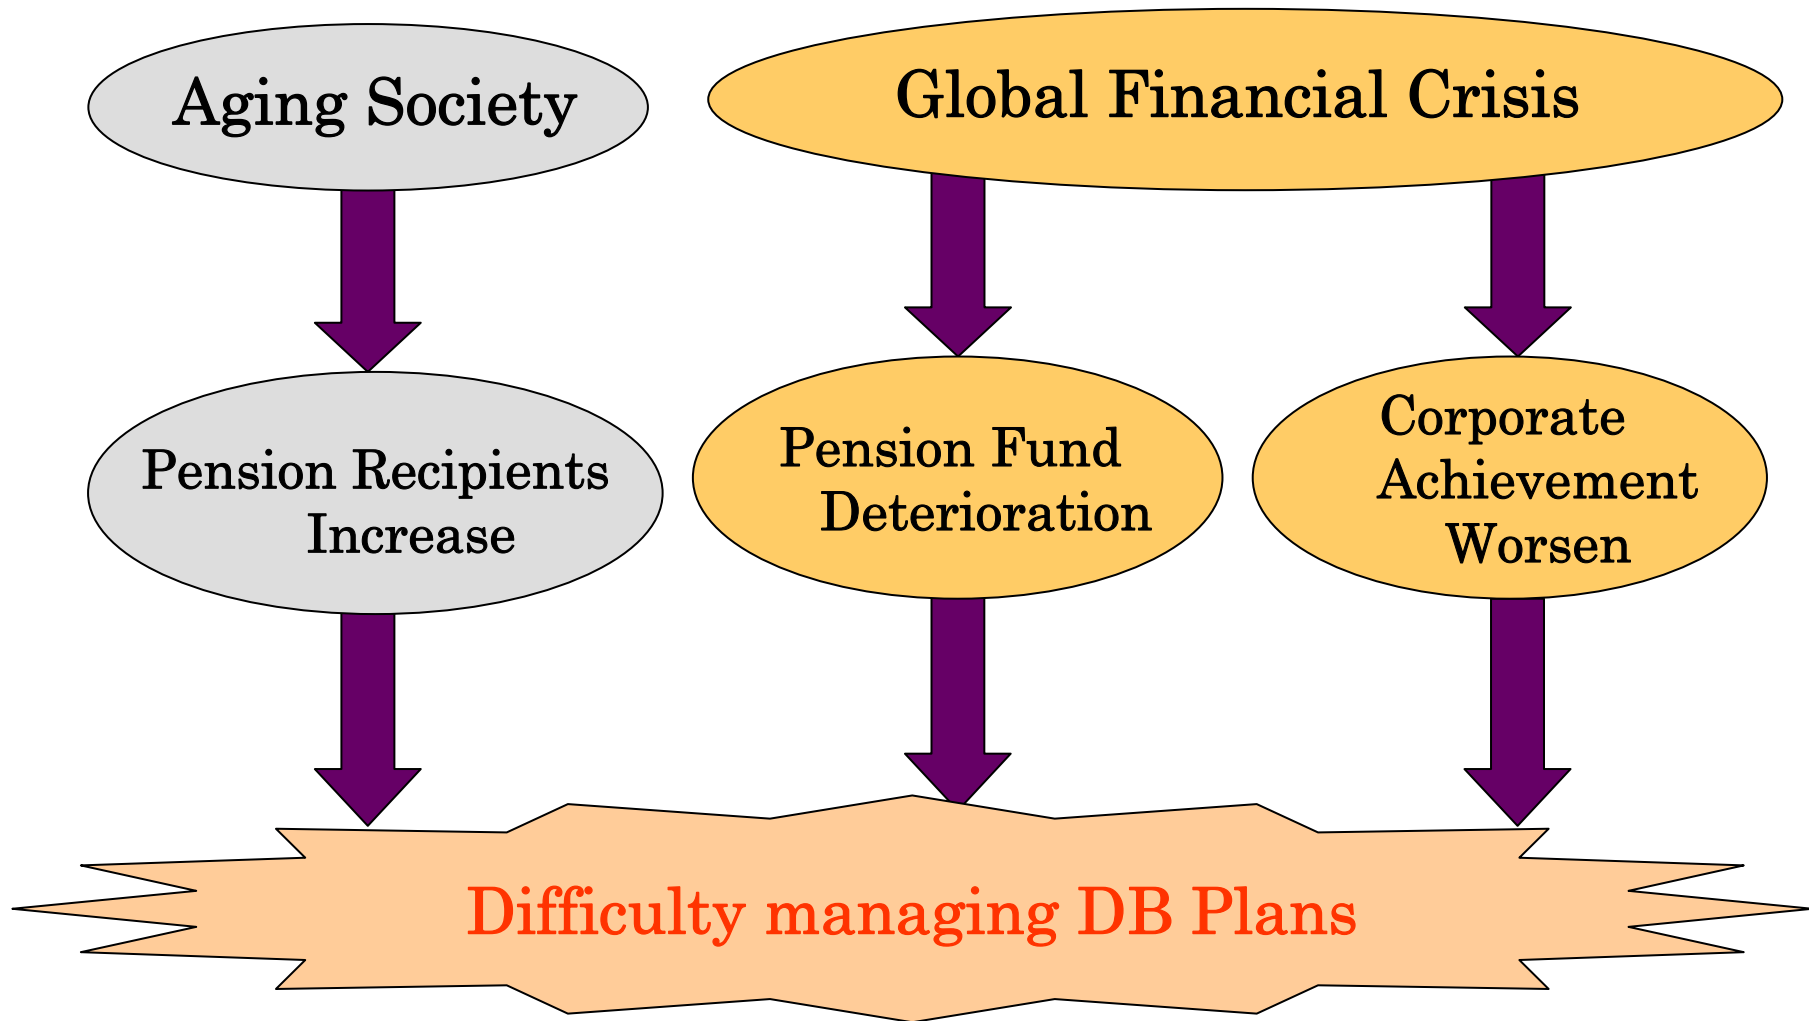 Aging Society
Global Financial Crisis
Pension Recipients
Increase
Pension Fund
Deterioration
Corporate
Achievement
Worsen
Difficulty managing DB Plans